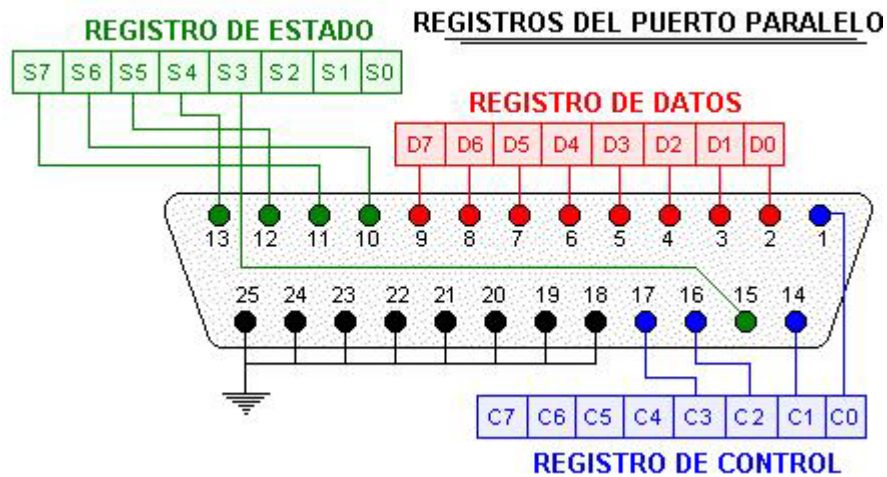 REGISTROS DEL PUERTO PARALELO
REGISTRO DE ESTADO
S7 S6 S5 S4 S3 S2 S1 S0
REGISTRO DE DATOS
D7 D6 D5 D4 D3 D2 D1 D0
13 12 11 10 9 8 7 6 5 4 3 2 1
25 24 23 22 21 20 19 18 17 16 15 14
C7 C6 C5 C4 C3 C2 C1 C0
REGISTRO DE CONTROL